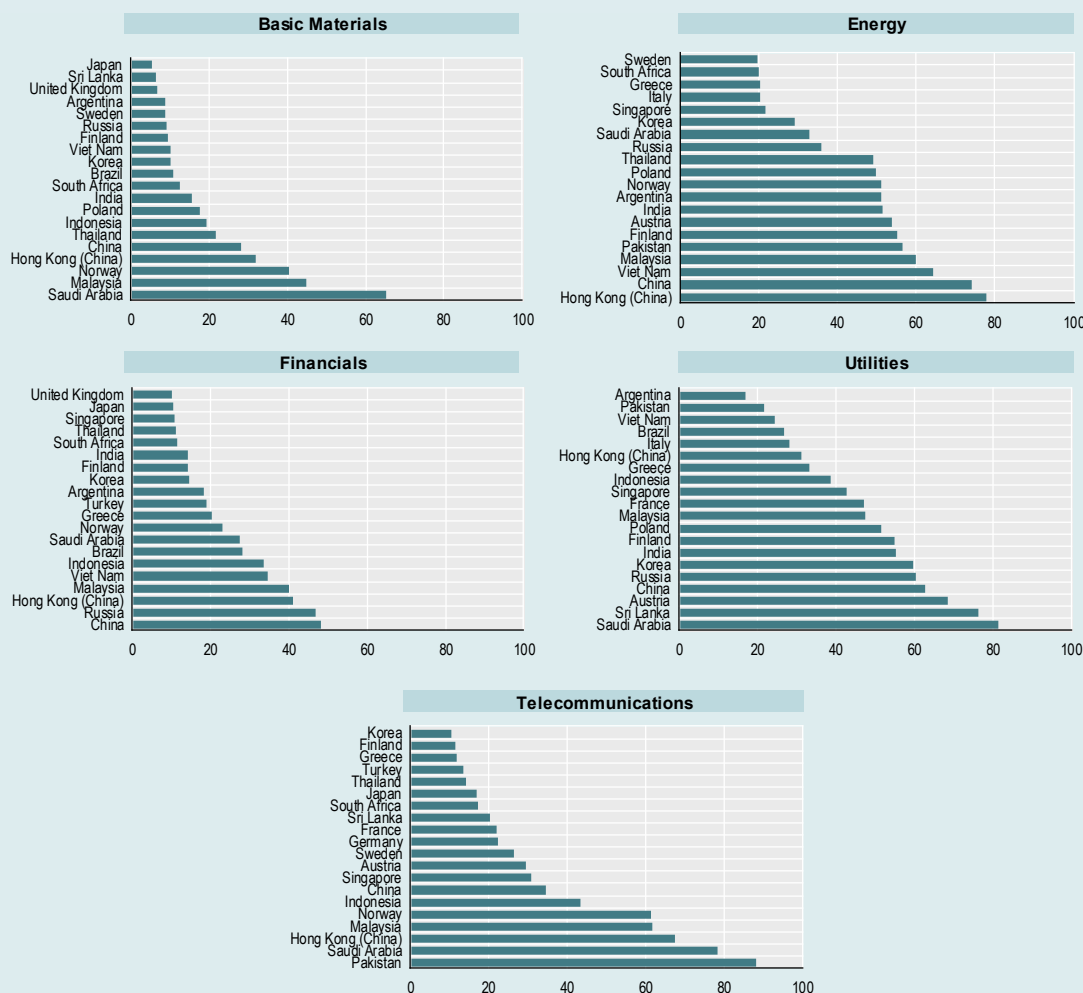 Basic Materials
Japan
Sri Lanka
United Kingdom
Argentina
Sweden
Russia
Finland
Viet Nam
Korea
Brazil
South Africa
India
Poland
Indonesia
Thailand
China
Hong Kong (China)
Norway
Malaysia
Saudi Arabia
0 20 40 60 80 100
Energy
Sweden
South Africa
Greece
Italy
Singapore
Korea
Saudi Arabia
Russia
Thailand
Poland
Norway
Argentina
India
Austria
Finland
Pakistan
Malaysia
Viet Nam
China
Hong Kong (China)
0 20 40 60 80 100
Financials
United Kingdom
Japan
Singapore
Thailand
South Africa
India
Finland
Korea
Argentina
Turkey
Greece
Norway
Saudi Arabia
Brazil
Indonesia
Viet Nam
Malaysia
Hong Kong (China)
Russia
China
0 20 40 60 80 100
Utilities
Argentina
Pakistan
Viet Nam
Brazil
Italy
Hong Kong (China)
Greece
Indonesia
Singapore
France
Malaysia
Poland
Finland
India
Korea
Russia
China
Austria
Sri Lanka
Saudi Arabia
0 20 40 60 80 100
Telecommunications
Korea
Finland
Greece
Turkey
Thailand
Japan
South Africa
Sri Lanka
France
Germany
Sweden
Austria
Singapore
China
Indonesia
Norway
Malaysia
Hong Kong (China)
Saudi Arabia
Pakistan
0 20 40 60 80 100